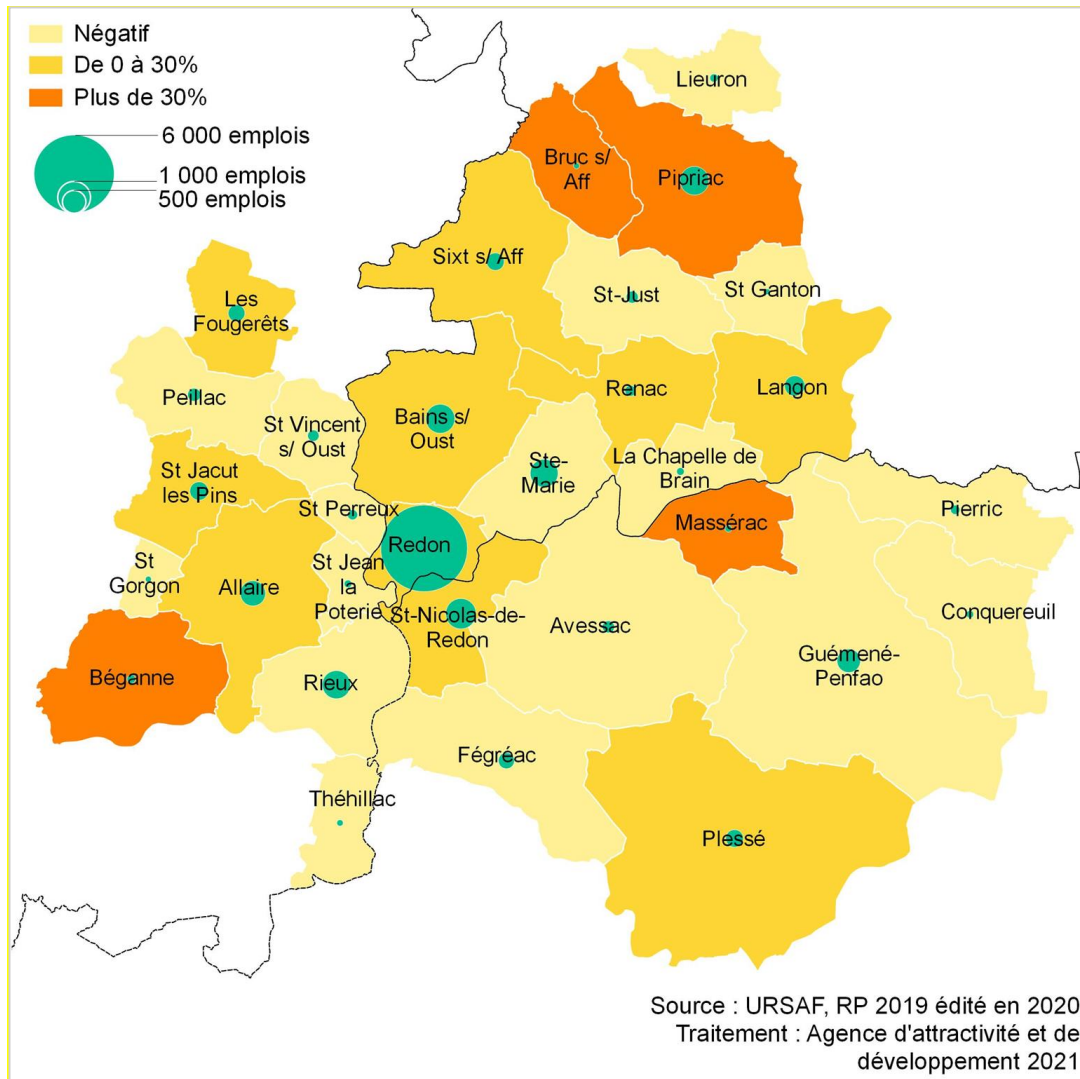 Négatif
De 0 à 30%
Plus de 30%
6 000 emplois
1 000 emplois
500 emplois
Lieuron
Bruc s/
Aff
Pipriac
Sixt s/ Aff
St-Just
St Ganton
Les
Fougerêts
Peillac
St Vincent
s/ Oust
Bains s/
Oust
Renac
Langon
St Jacut
les Pins
Ste-
Marie
La Chapelle de
Brain
St Perreux
Massérac
Pierric
Redon
St
Gorgon
Allaire
St Jean
la
Poterie
St-Nicolas-de-
Redon
Avessac
Conquereuil
Guémené-
Penfao
Béganne
Rieux
Fégréac
Théhillac
Plessé
Source : URSAF, RP 2019 édité en 2020
Traitement : Agence d'attractivité et de
développement 2021